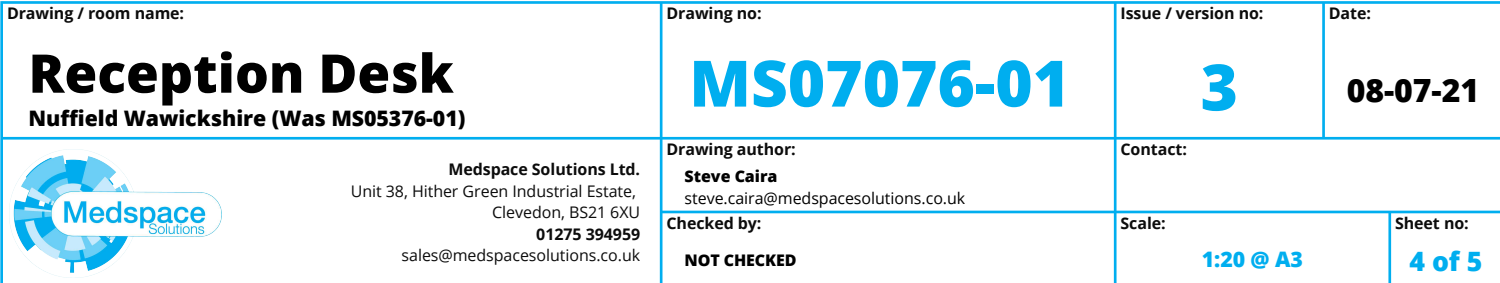 Drawing / room name:
Reception Desk
Nuffield Wawickshire (Was MS05376-01)
Drawing no:
MS07076-01
Issue / version no:
3
Date:
08-07-21
Medspace
Solutions
Medspace Solutions Ltd.
Unit 38, Hither Green Industrial Estate,
Clevedon, BS21 6XU
01275 394959
sales@medspacesolutions.co.uk
Drawing author:
Steve Caira
steve.caira@medspacesolutions.co.uk
Contact:
Checked by:
NOT CHECKED
Scale:
1:20 @ A3
Sheet no:
4 of 5